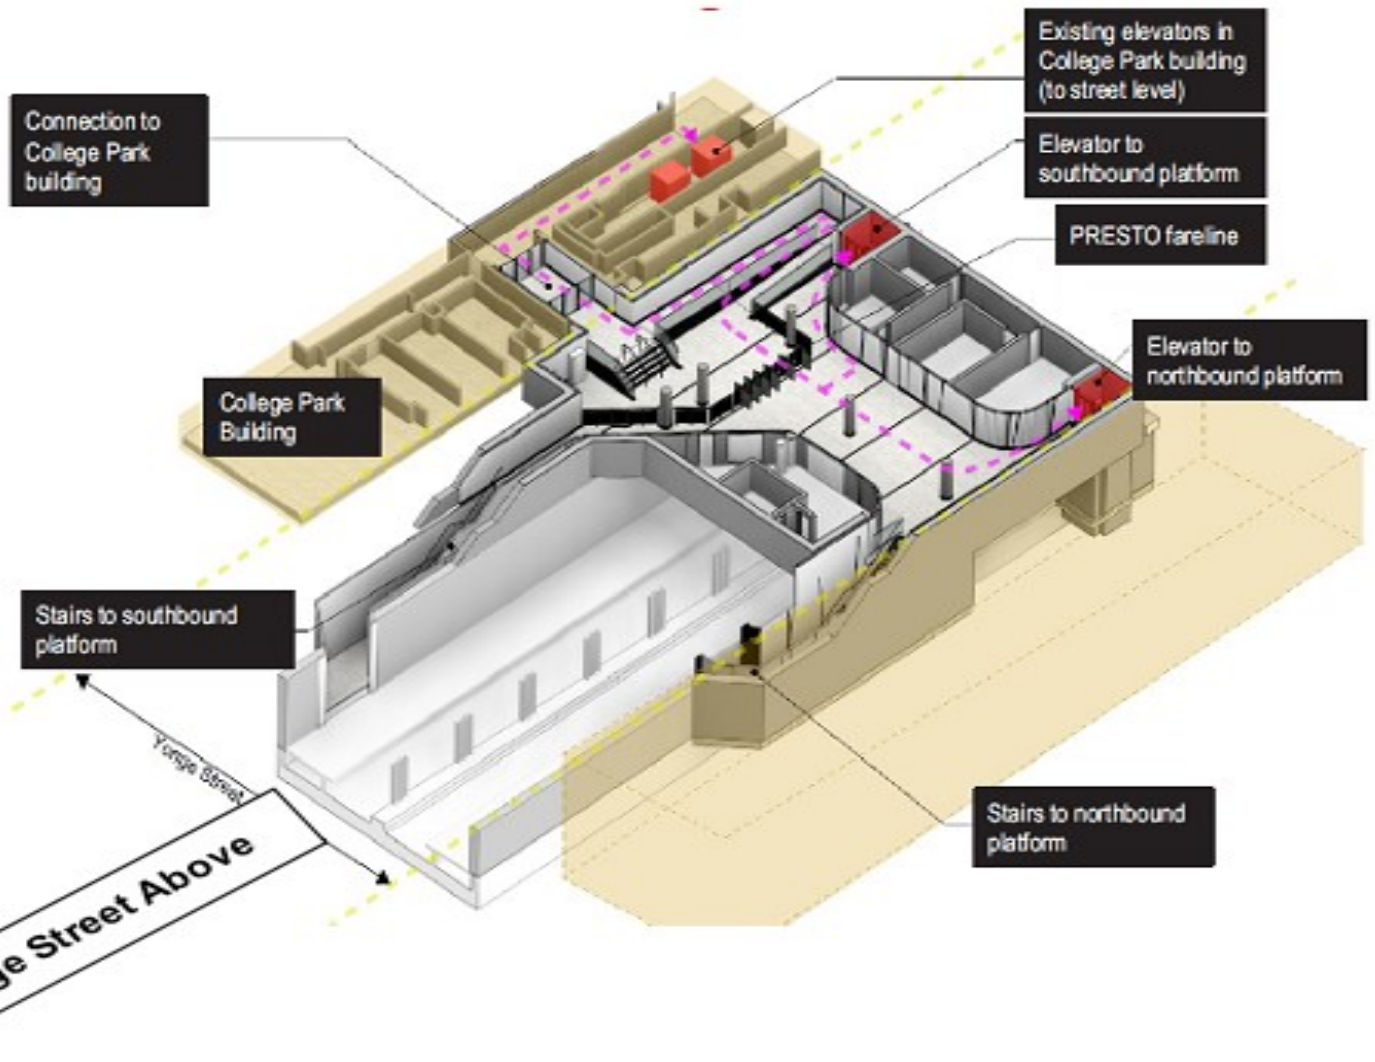 Existing elevators in
College Park building
(to street level)
Connection to
College Park
building
Elevator to
southbound platform
PRESTO fareline
Elevator to
northbound platform
College Park
Building
Stairs to southbound
platform
Yonge Street
ge Street Above
Stairs to northbound
platform